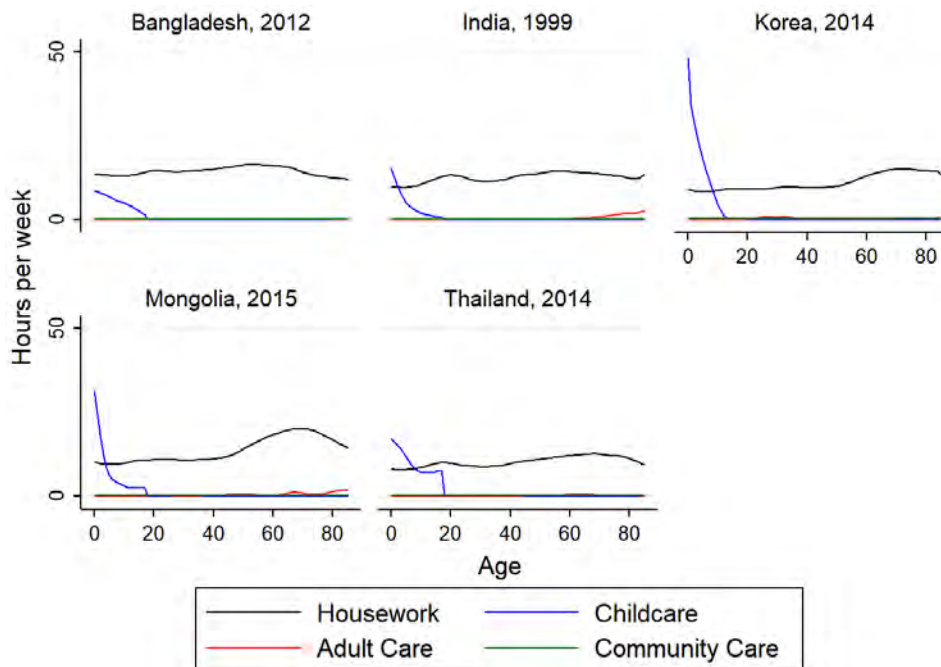 Bangladesh, 2012
India, 1999
Korea, 2014
50
0
0 20 40 60 80
Mongolia, 2015
Thailand, 2014
50
0
0 20 40 60 80
0 20 40 60 80
Hours per week
Age
Housework
Childcare
Adult Care
Community Care